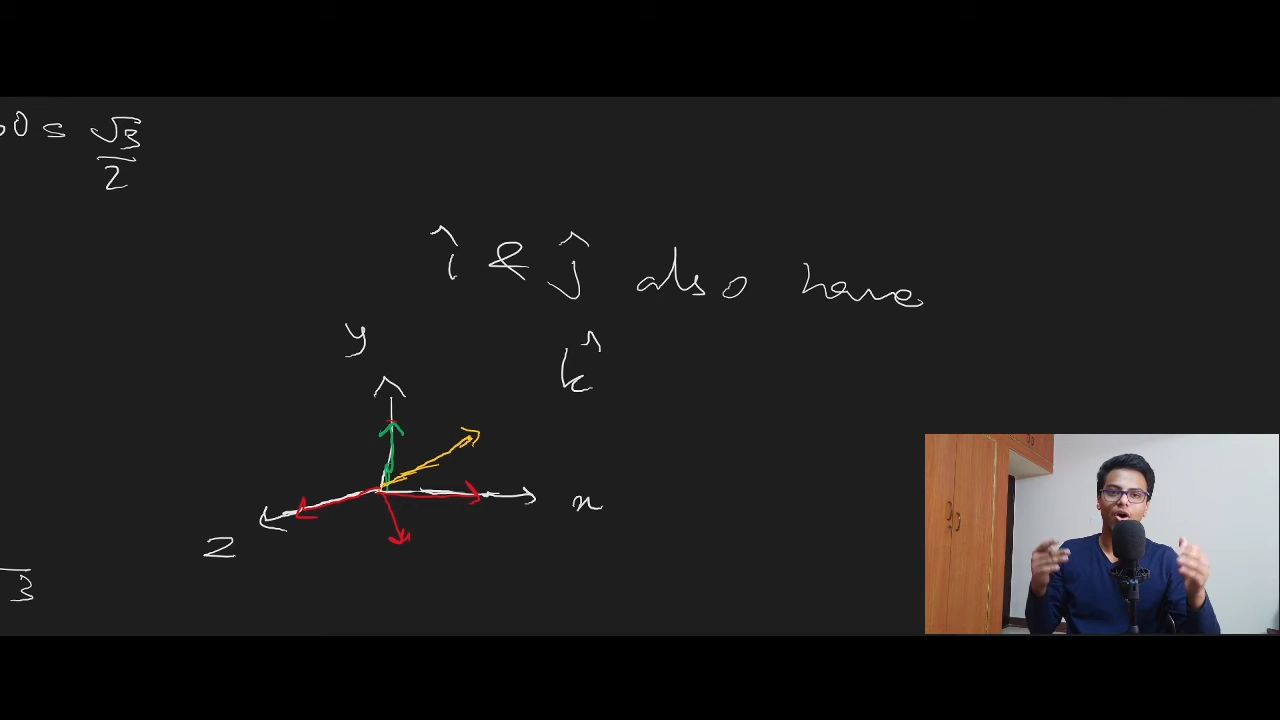 0 = √3/2
î & ĵ also have
k̂
y
x
z
3